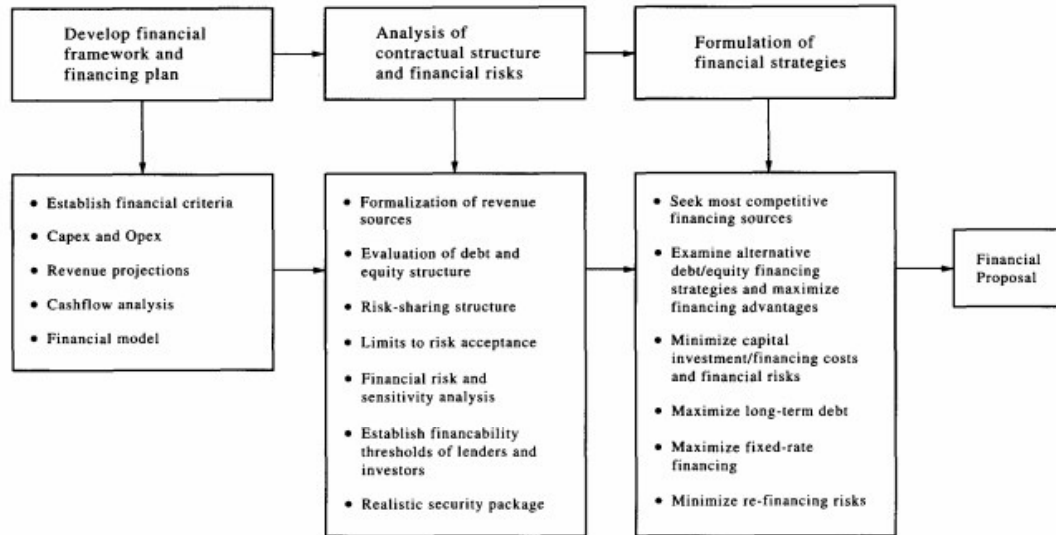 Develop financial
framework and
financing plan
Analysis of
contractual structure
and financial risks
Formulation of
financial strategies
• Establish financial criteria
• Capex and Opex
• Revenue projections
• Cashflow analysis
• Financial model
• Formalization of revenue
sources
• Evaluation of debt and
equity structure
• Risk-sharing structure
• Limits to risk acceptance
• Financial risk and
sensitivity analysis
• Establish financability
thresholds of lenders and
investors
• Realistic security package
• Seek most competitive
financing sources
• Examine alternative
debt/equity financing
strategies and maximize
financing advantages
• Minimize capital
investment/financing costs
and financial risks
• Maximize long-term debt
• Maximize fixed-rate
financing
• Minimize re-financing risks
Financial
Proposal